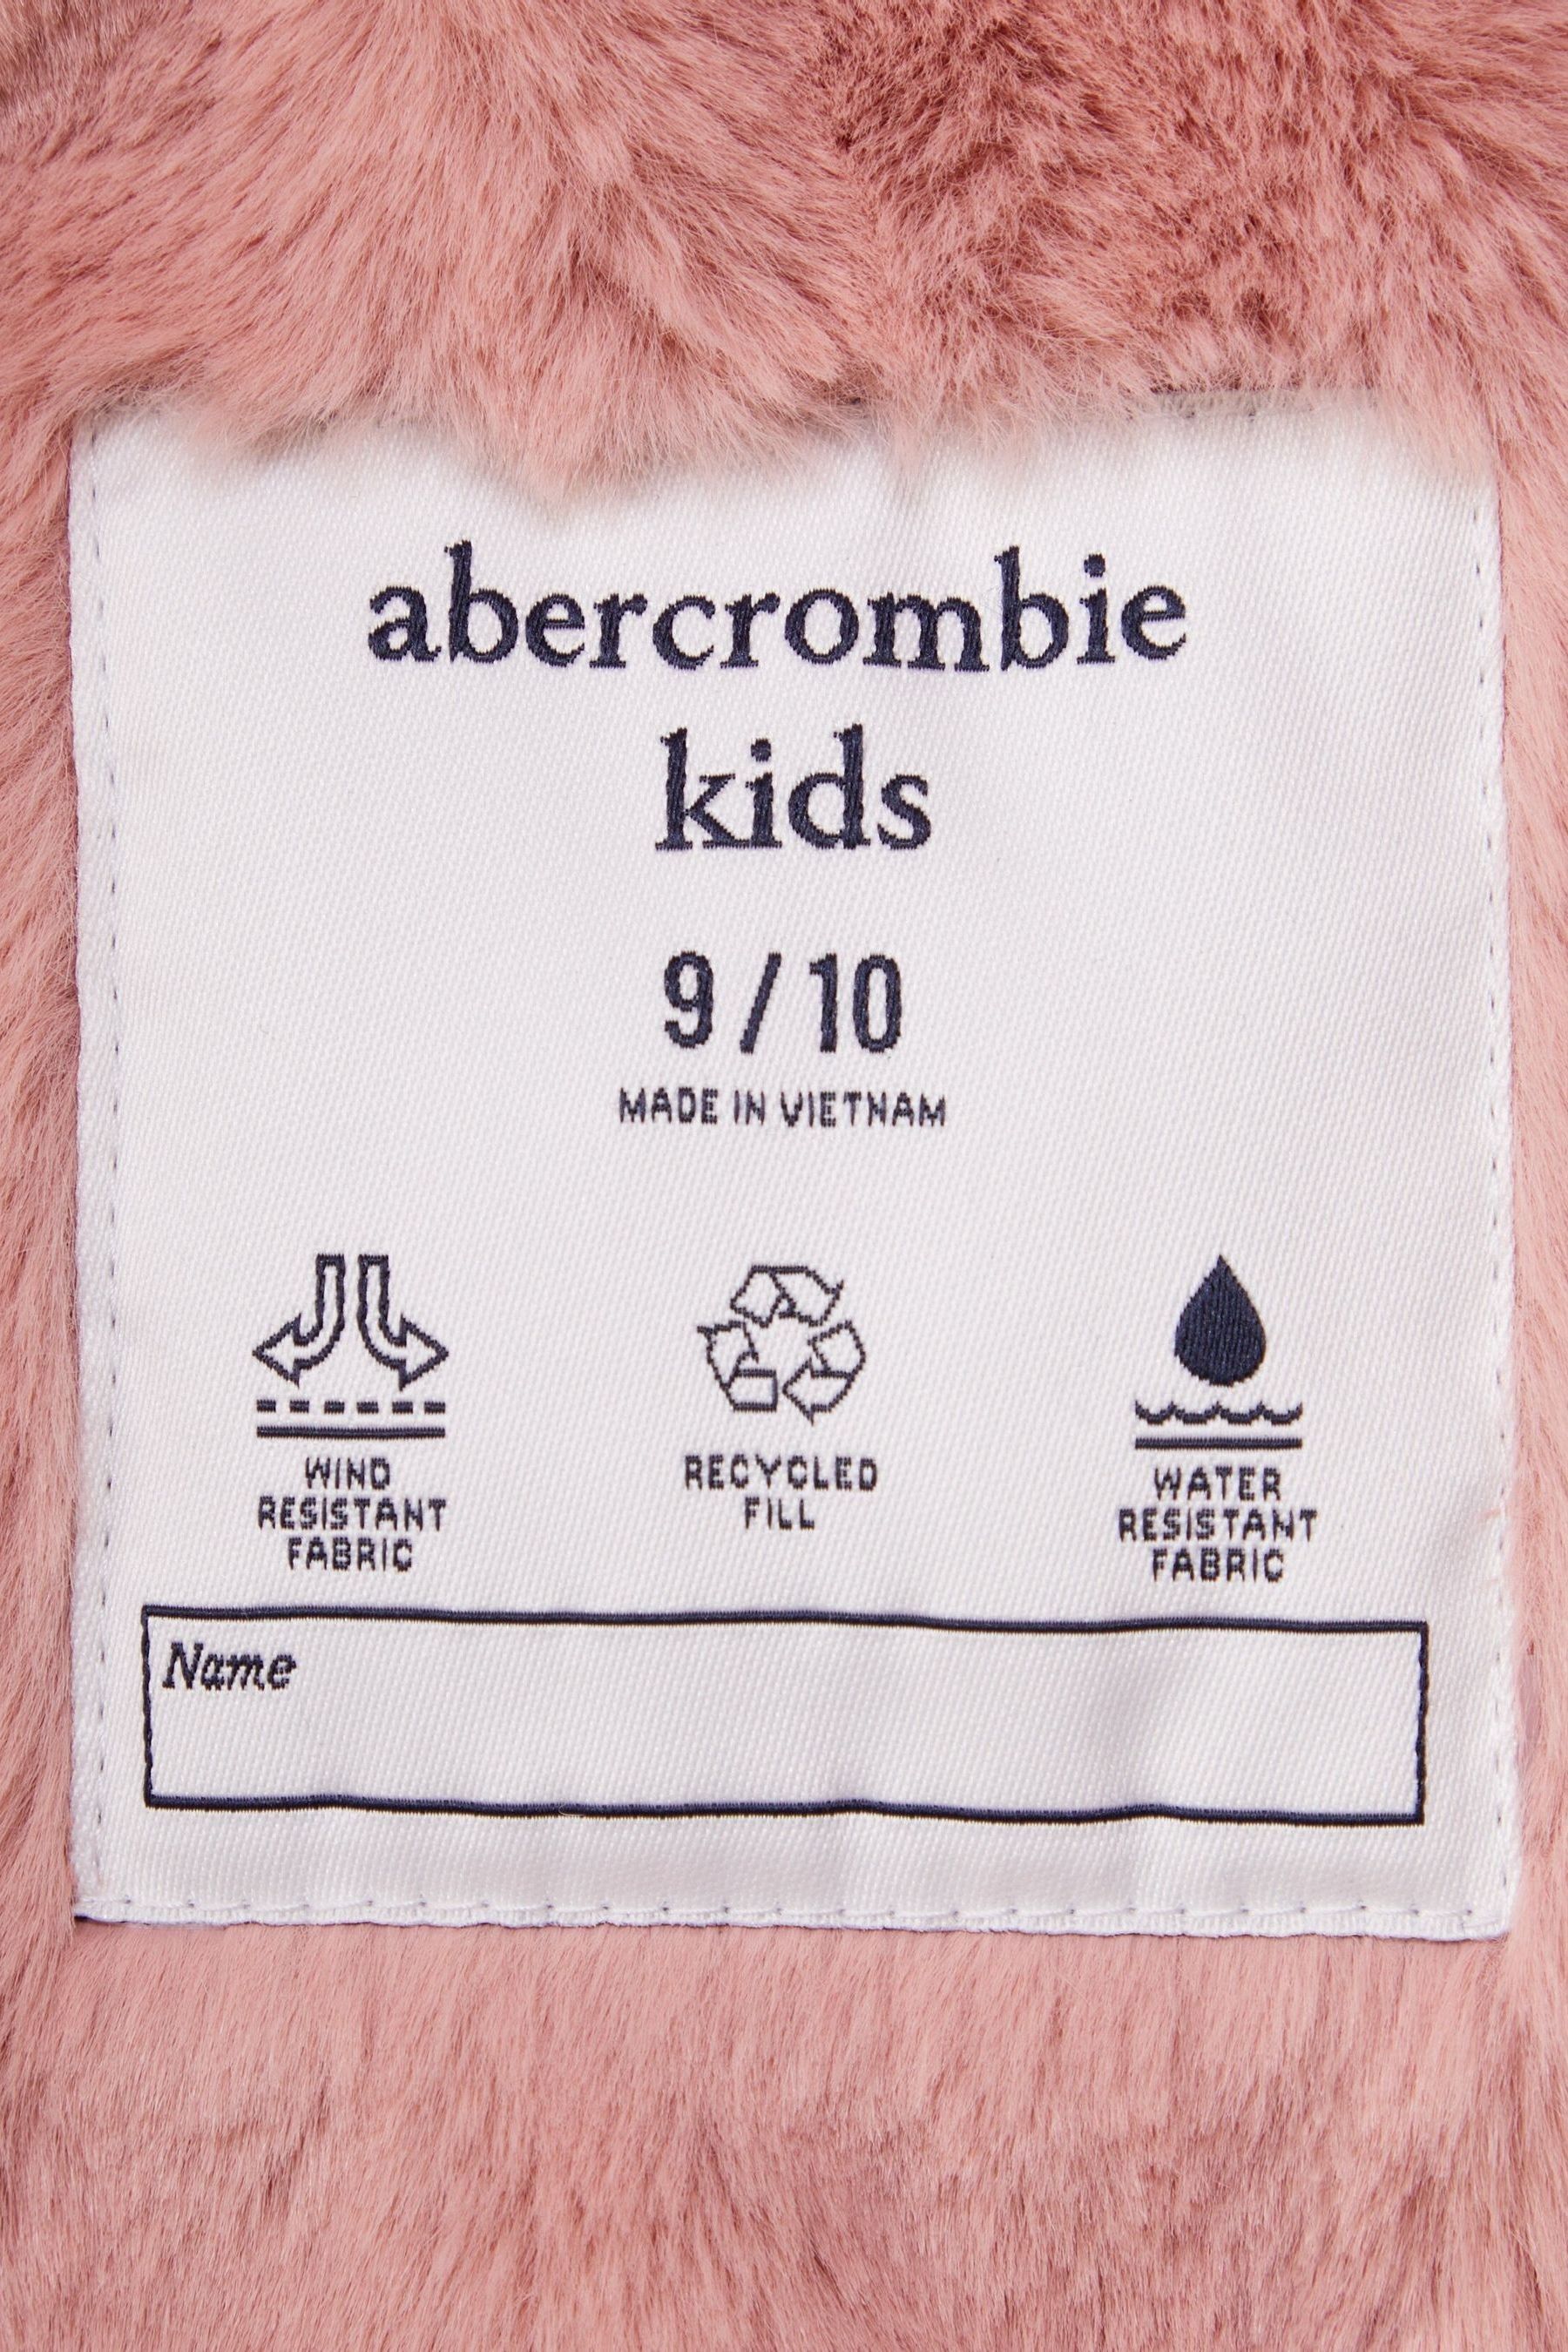 abercrombie
kids
9/10
MADE IN VIETNAM
WIND
RESISTANT
FABRIC
RECYCLED
FILL
WATER
RESISTANT
FABRIC
Name